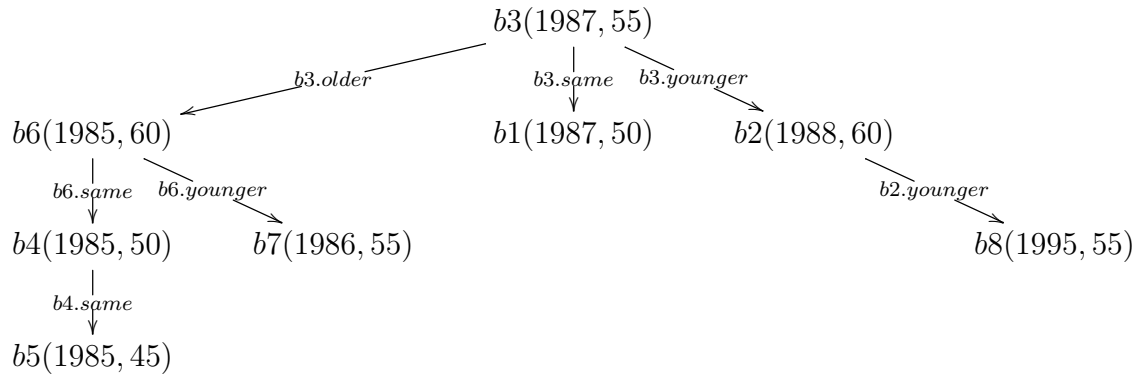 b3(1987, 55)
b3.older
b3.same
b3.younger
b6(1985, 60)
b1(1987, 50)
b2(1988, 60)
b6.same
b6.younger
b2.younger
b4(1985, 50)
b7(1986, 55)
b8(1995, 55)
b4.same
b5(1985, 45)